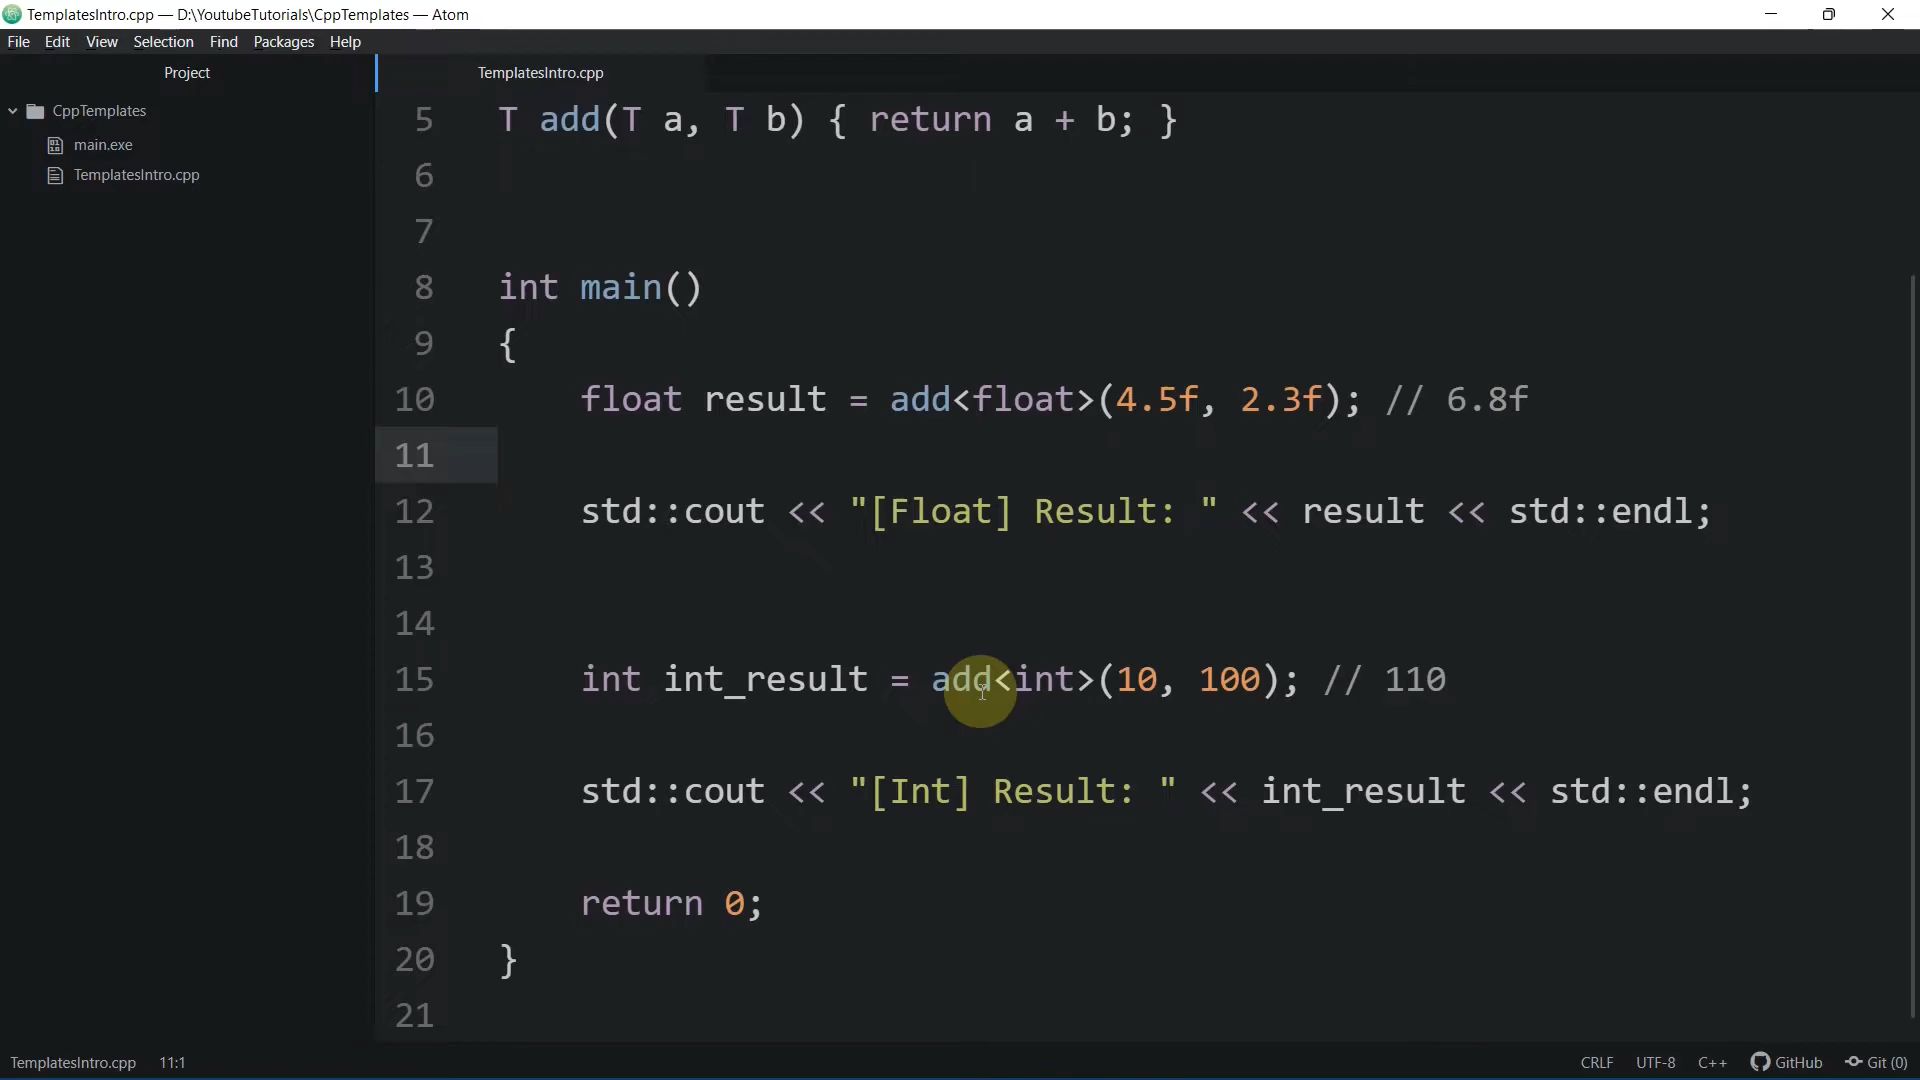 TemplatesIntro.cpp — D:\YoutubeTutorials\CppTemplates — Atom
File Edit View Selection Find Packages Help
Project
TemplatesIntro.cpp
CppTemplates
main.exe
TemplatesIntro.cpp
5 T add(T a, T b) { return a + b; }
6
7
8 int main()
9 {
10 float result = add<float>(4.5f, 2.3f); // 6.8f
11
12 std::cout << "[Float] Result: " << result << std::endl;
13
14
15 int int_result = add<int>(10, 100); // 110
16
17 std::cout << "[Int] Result: " << int_result << std::endl;
18
19 return 0;
20 }
21
TemplatesIntro.cpp 11:1 CRLF UTF-8 C++ GitHub Git (0)